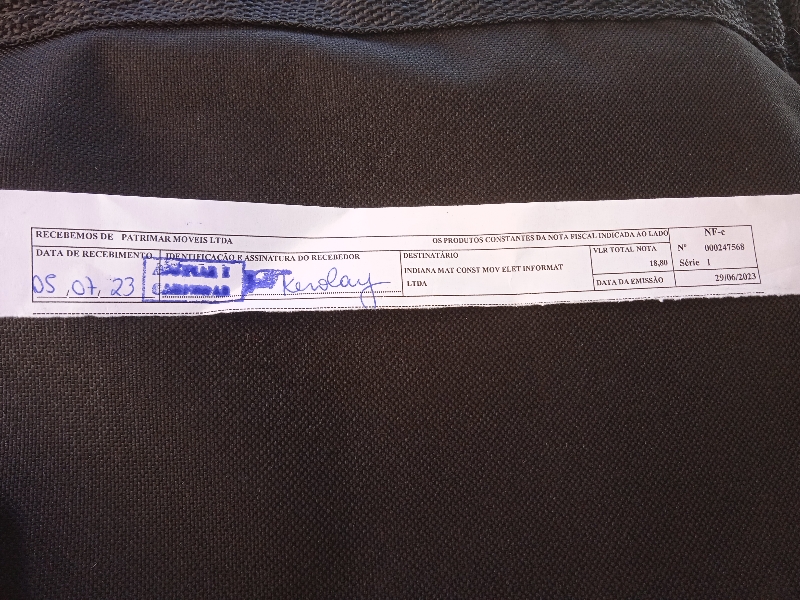 RECEBEMOS DE PATRIMAR MOVEIS LTDA OS PRODUTOS CONSTANTES DA NOTA FISCAL INDICADA AO LADO
NF-e
Nº 000247568
Série 1
DATA DE RECEBIMENTO
05,07,23
IDENTIFICAÇÃO E ASSINATURA DO RECEBEDOR
Kerolay
DESTINATÁRIO
INDIANA MAT CONST MOV ELET INFORMAT
LTDA
VLR TOTAL NOTA
18,80
DATA DA EMISSÃO
29/06/2023